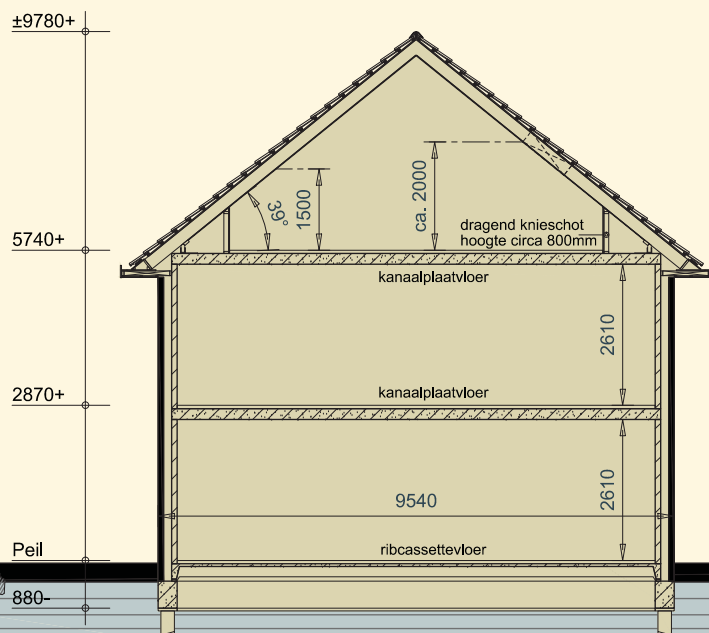 ±9780+
39°
1500
ca. 2000
dragend knieschot
hoogte circa 800mm
5740+
kanaalplaatvloer
2610
kanaalplaatvloer
2870+
9540
2610
Peil
ribcassettevloer
880-